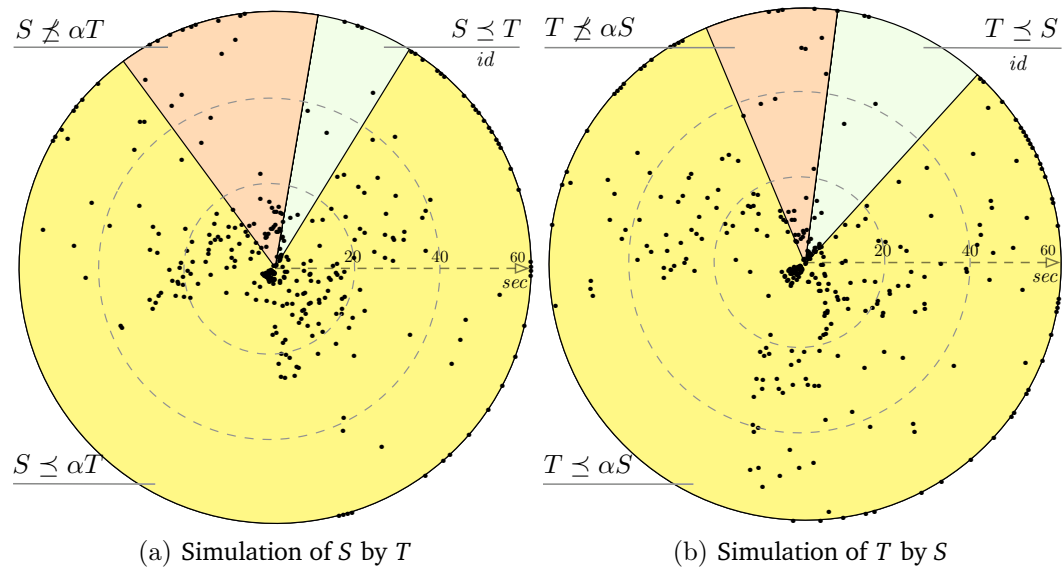 S ⋠ αT
S ⪯ T
id
20
40
60
sec
S ⪯ αT
(a) Simulation of S by T
T ⋠ αS
T ⪯ S
id
20
40
60
sec
T ⪯ αS
(b) Simulation of T by S